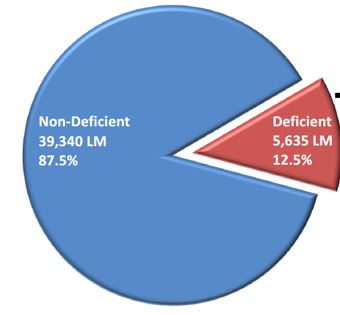 Non-Deficient
39,340 LM
87.5%
Deficient
5,635 LM
12.5%